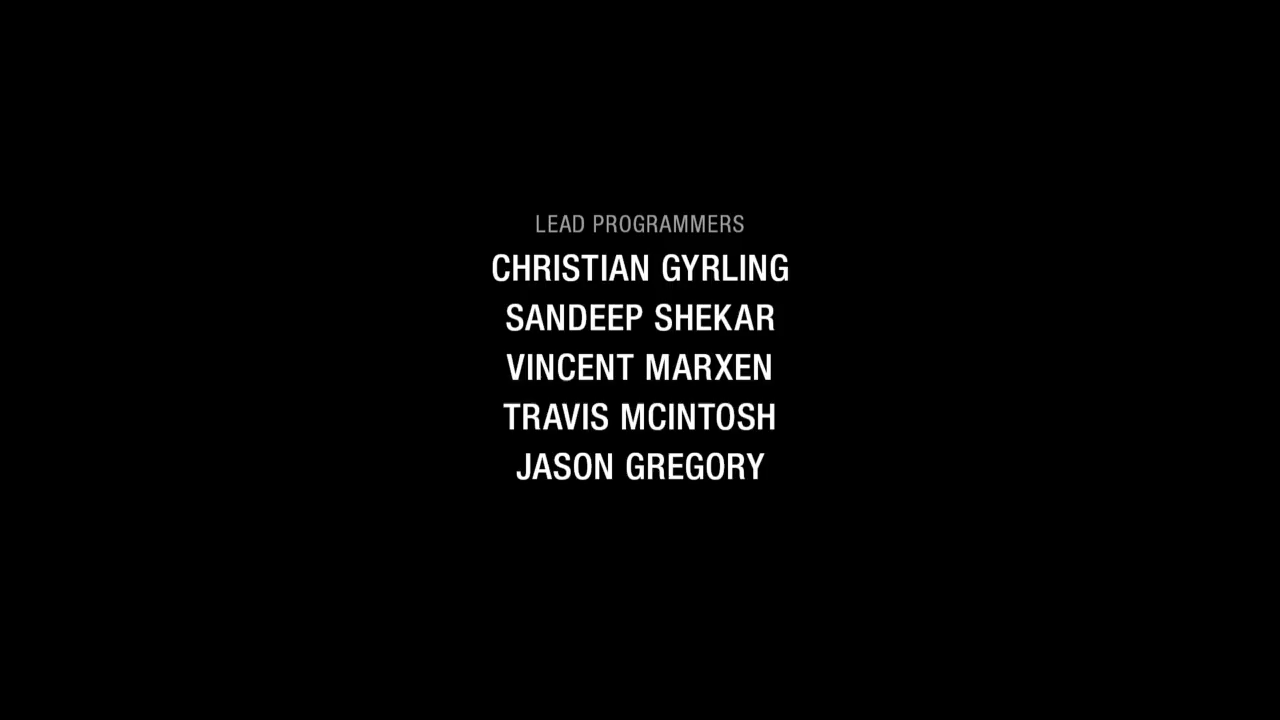 LEAD PROGRAMMERS
CHRISTIAN GYRLING
SANDEEP SHEKAR
VINCENT MARXEN
TRAVIS MCINTOSH
JASON GREGORY